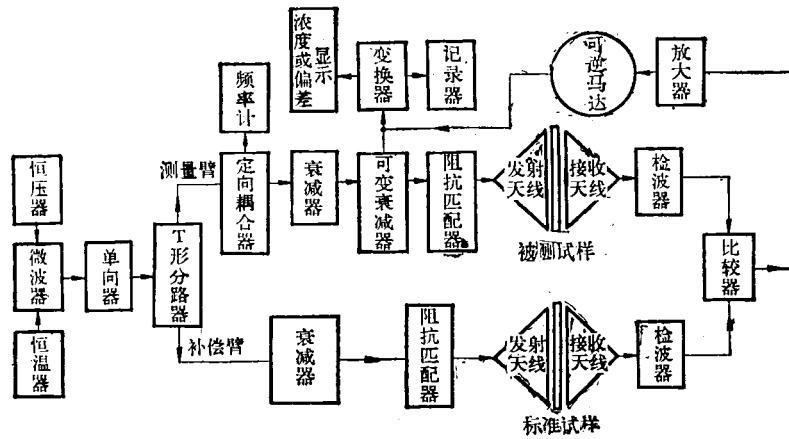 浓度或偏差
显示
变换器
记录器
可逆马达
放大器
频率计
测量臂
定向耦合器
衰减器
可变衰减器
阻抗匹配器
发射
天线
接收
天线
检波器
被测试样
恒压器
微波器
恒温器
单向器
T形分路器
比较器
补偿臂
衰减器
阻抗匹配器
发射
天线
接收
天线
检波器
标准试样